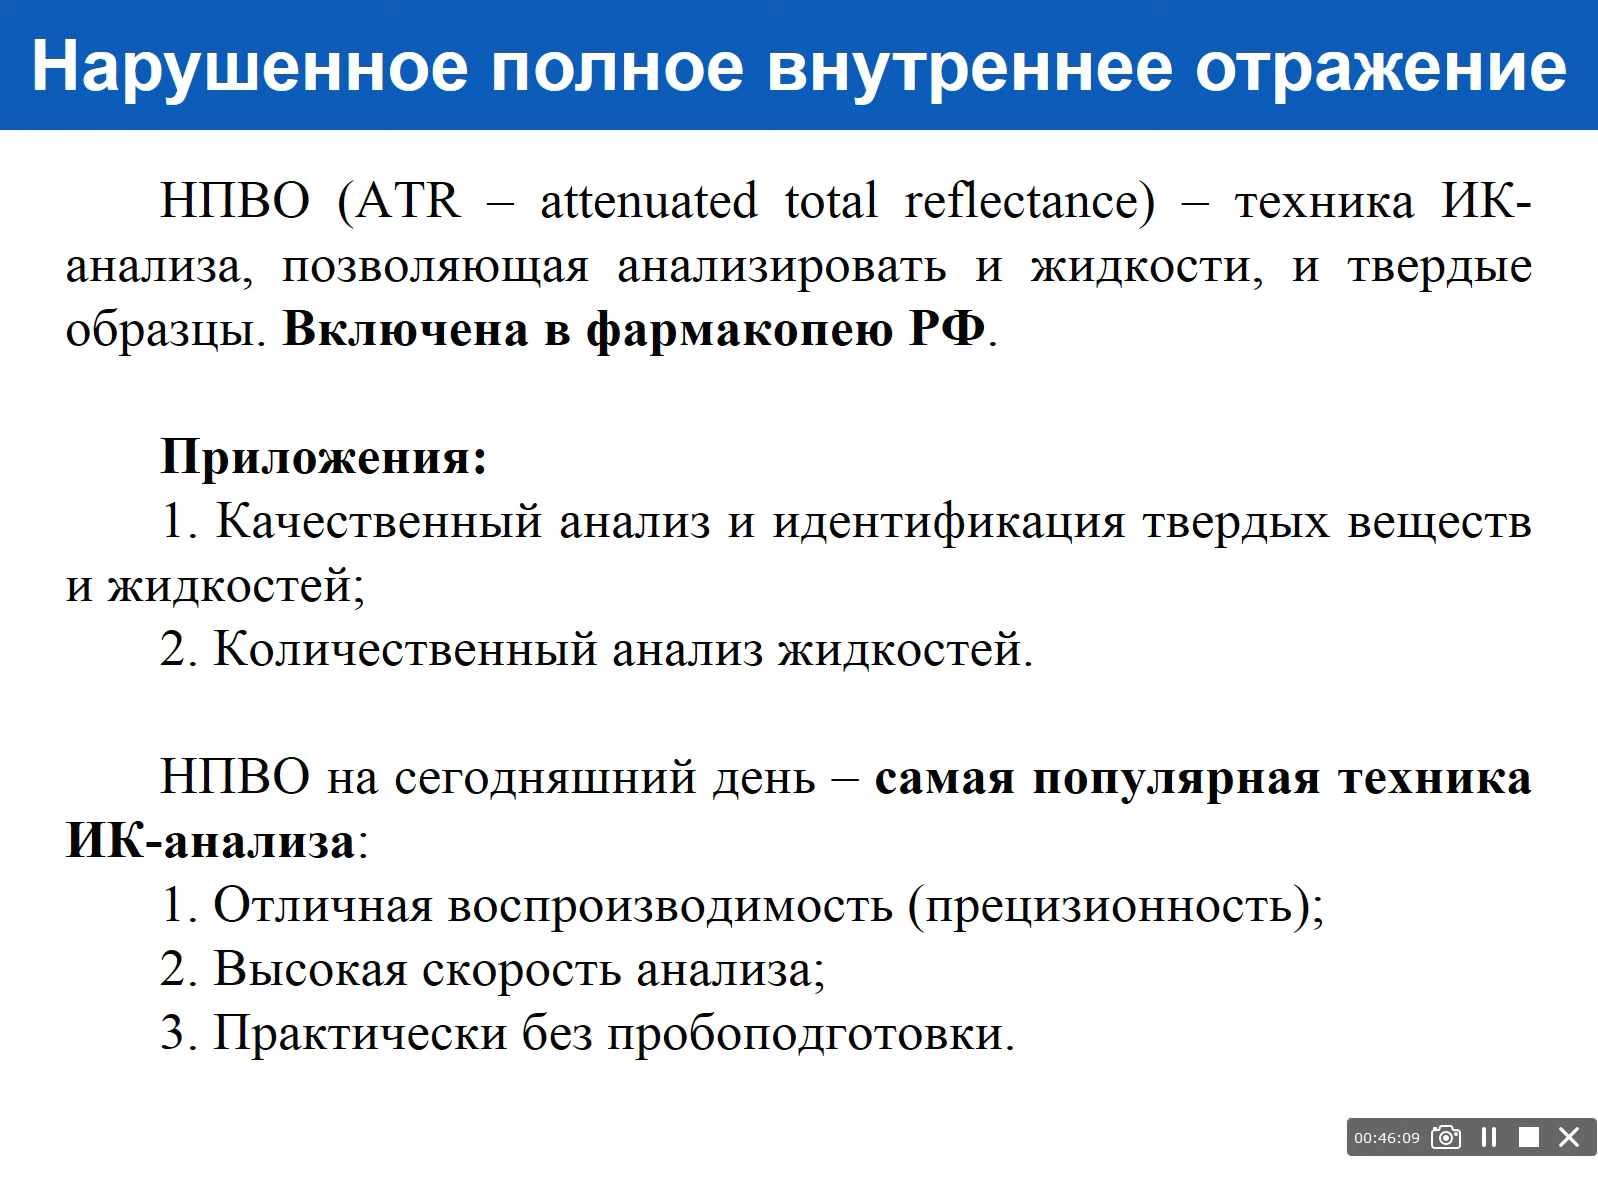 Нарушенное полное внутреннее отражение
НПВО (ATR – attenuated total reflectance) – техника ИК-
анализа, позволяющая анализировать и жидкости, и твердые
образцы. Включена в фармакопею РФ.
Приложения:
1. Качественный анализ и идентификация твердых веществ
и жидкостей;
2. Количественный анализ жидкостей.
НПВО на сегодняшний день – самая популярная техника
ИК-анализа:
1. Отличная воспроизводимость (прецизионность);
2. Высокая скорость анализа;
3. Практически без пробоподготовки.
00:46:09